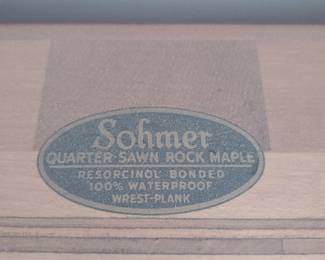 Sohmer
QUARTER-SAWN ROCK MAPLE
RESORCINOL BONDED
100% WATERPROOF
WREST-PLANK